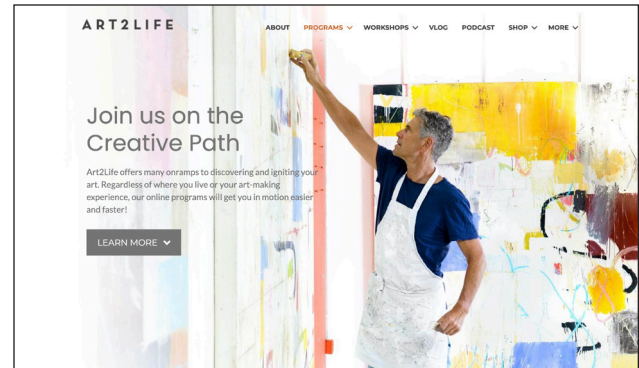 ART2LIFE
ABOUT PROGRAMS WORKSHOPS VLOG PODCAST SHOP MORE
Join us on the
Creative Path
Art2Life offers many onramps to discovering and igniting your
art. Regardless of where you live or your art-making
experience, our online programs will get you in motion easier
and faster!
LEARN MORE